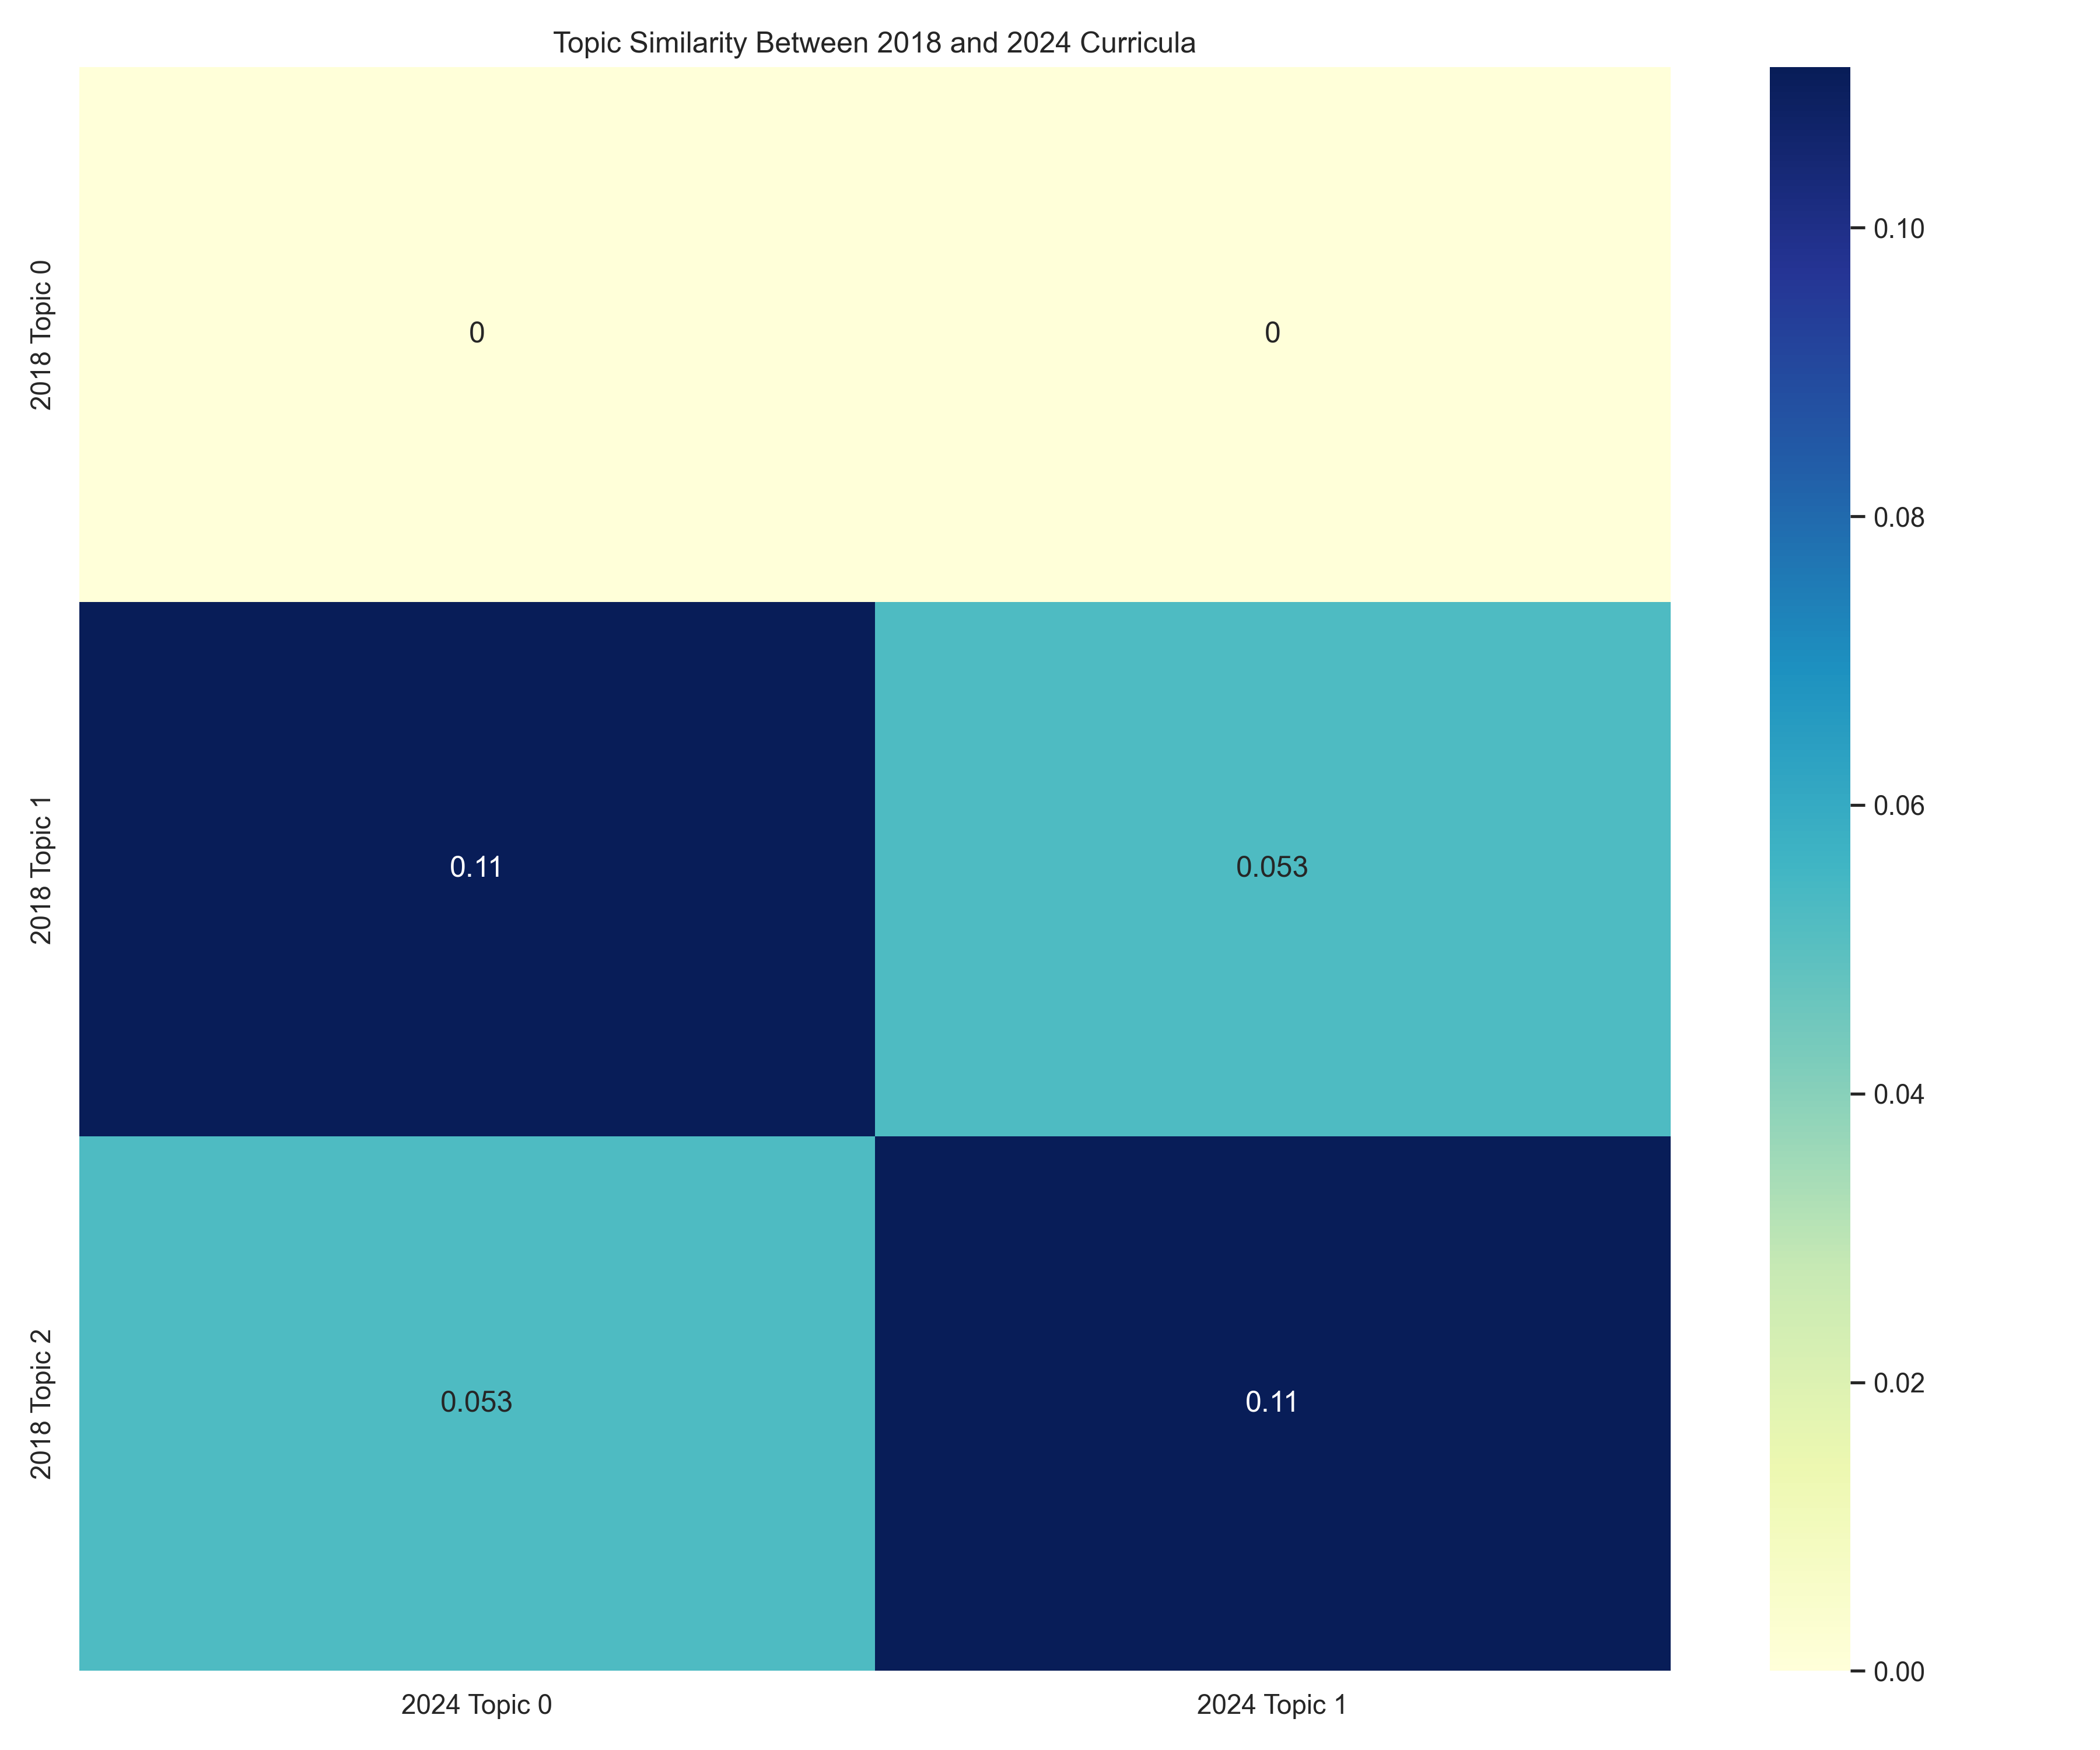 Topic Similarity Between 2018 and 2024 Curricula
2018 Topic 0
0
0
2018 Topic 1
0.11
0.053
2018 Topic 2
0.053
0.11
2024 Topic 0
2024 Topic 1
0.10
0.08
0.06
0.04
0.02
0.00